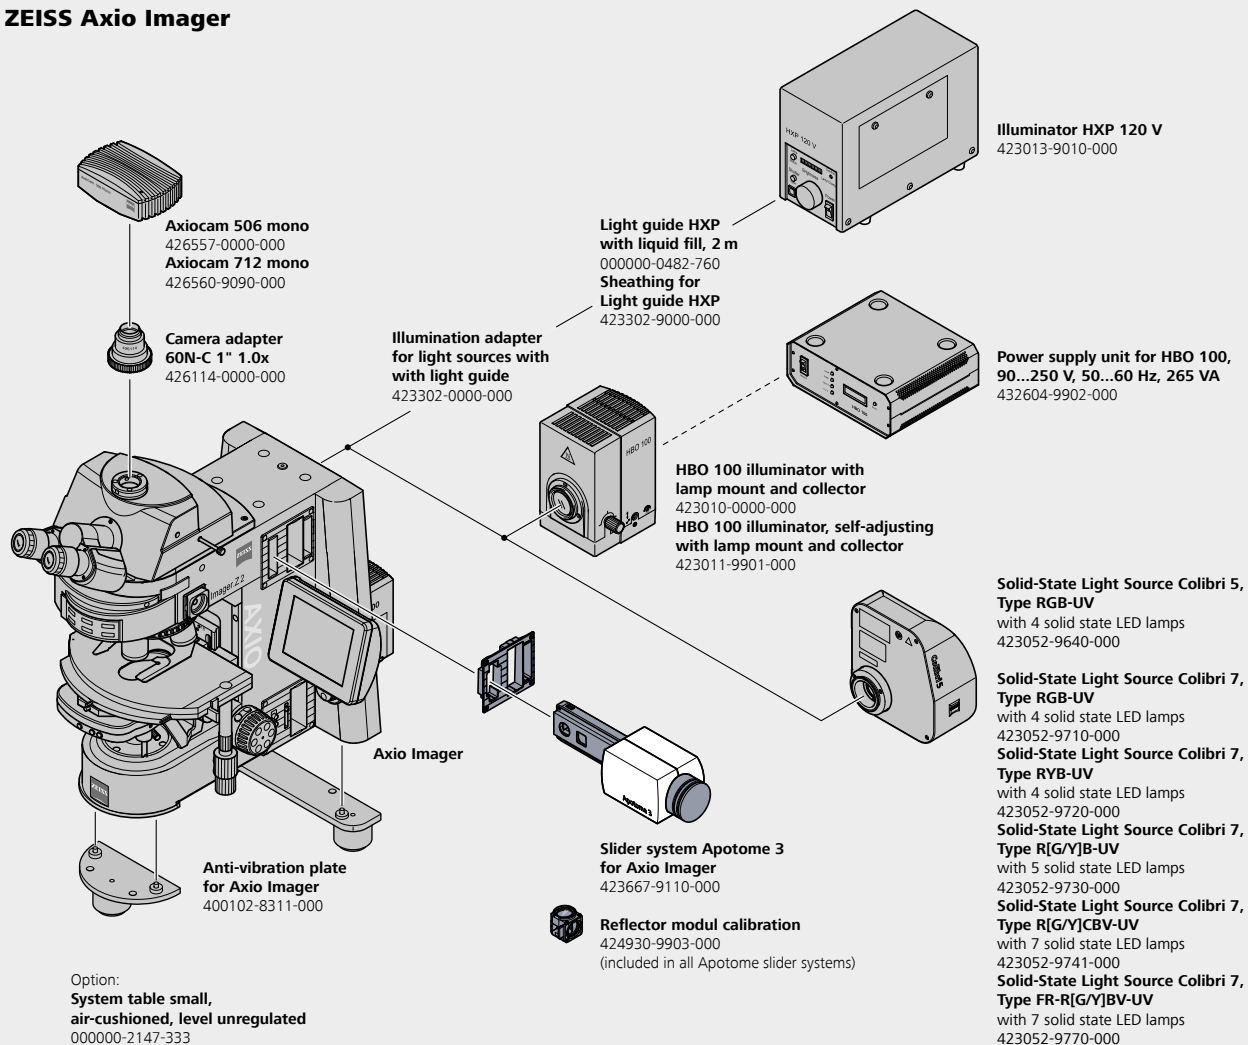 ZEISS Axio Imager
Illuminator HXP 120 V
423013-9010-000
HXP 120 V
Axiocam 506 mono
426557-0000-000
Axiocam 712 mono
426560-9090-000
Light guide HXP
with liquid fill, 2 m
000000-0482-760
Sheathing for
Light guide HXP
423302-9000-000
Camera adapter
60N-C 1" 1.0x
426114-0000-000
Illumination adapter
for light sources with
with light guide
423302-0000-000
Power supply unit for HBO 100,
90...250 V, 50...60 Hz, 265 VA
432604-9902-000
HBO 100
HBO 100
HBO 100 illuminator with
lamp mount and collector
423010-0000-000
HBO 100 illuminator, self-adjusting
with lamp mount and collector
423011-9901-000
ZEISS
Imager.Z2
AXIO
ZEISS
Axio Imager
Colibri 5
Solid-State Light Source Colibri 5,
Type RGB-UV
with 4 solid state LED lamps
423052-9640-000
Solid-State Light Source Colibri 7,
Type RGB-UV
with 4 solid state LED lamps
423052-9710-000
Solid-State Light Source Colibri 7,
Type RYB-UV
with 4 solid state LED lamps
423052-9720-000
Solid-State Light Source Colibri 7,
Type R[G/Y]B-UV
with 5 solid state LED lamps
423052-9730-000
Solid-State Light Source Colibri 7,
Type R[G/Y]CBV-UV
with 7 solid state LED lamps
423052-9741-000
Solid-State Light Source Colibri 7,
Type FR-R[G/Y]BV-UV
with 7 solid state LED lamps
423052-9770-000
Apotome 3
Slider system Apotome 3
for Axio Imager
423667-9110-000
Reflector modul calibration
424930-9903-000
(included in all Apotome slider systems)
Anti-vibration plate
for Axio Imager
400102-8311-000
Option:
System table small,
air-cushioned, level unregulated
000000-2147-333